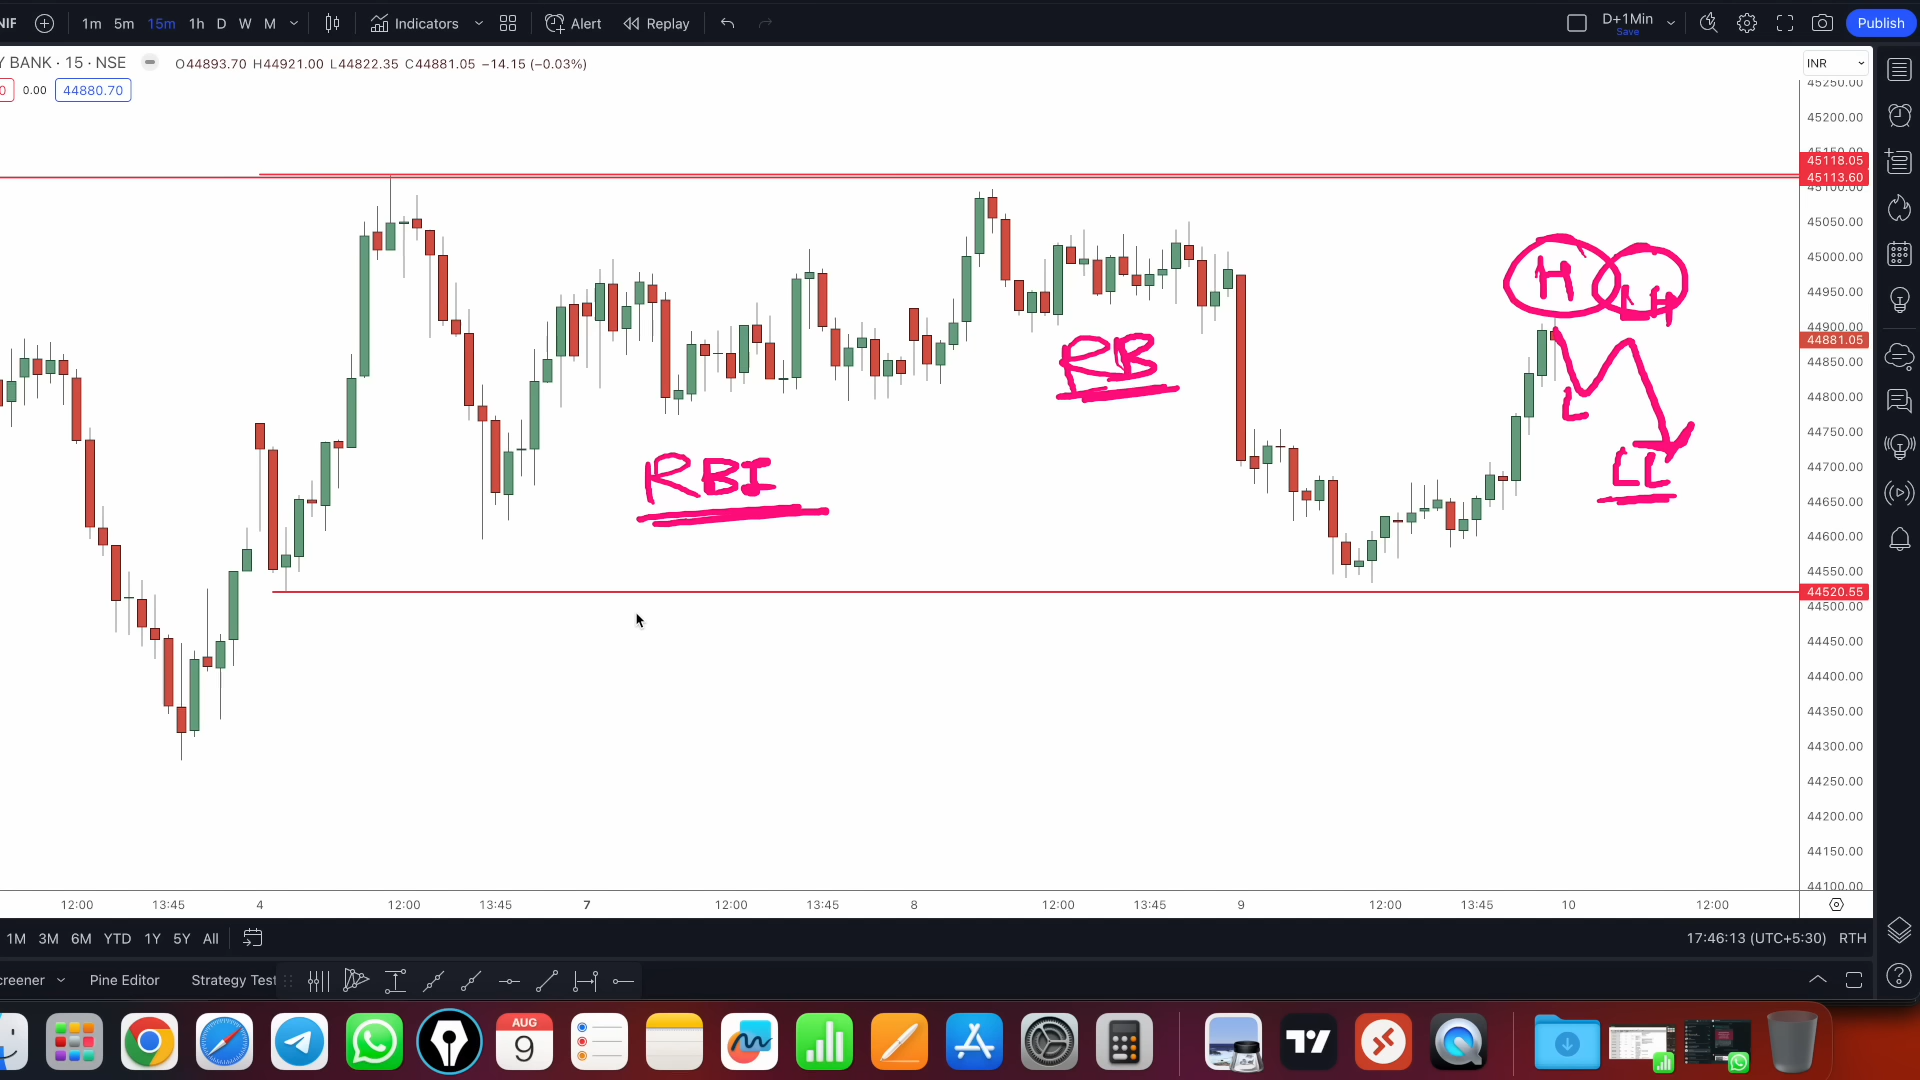 NIF 1m 5m 15m 1h D W M Indicators Alert Replay D+1Min Save Publish
Y BANK · 15 · NSE O44893.70 H44921.00 L44822.35 C44881.05 −14.15 (−0.03%) INR
0 0.00 44880.70
45250.00
45200.00
45118.05
45113.60
45100.00
45050.00
45000.00
44950.00
44900.00
44881.05
44850.00
44800.00
44750.00
44700.00
44650.00
44600.00
44550.00
44520.55
44500.00
44450.00
44400.00
44350.00
44300.00
44250.00
44200.00
44150.00
44100.00
H LH
RB
L
RBI
LL
12:00 13:45 4 12:00 13:45 7 12:00 13:45 8 12:00 13:45 9 12:00 13:45 10 12:00
1M 3M 6M YTD 1Y 5Y All 17:46:13 (UTC+5:30) RTH
creener Pine Editor Strategy Test
AUG
9